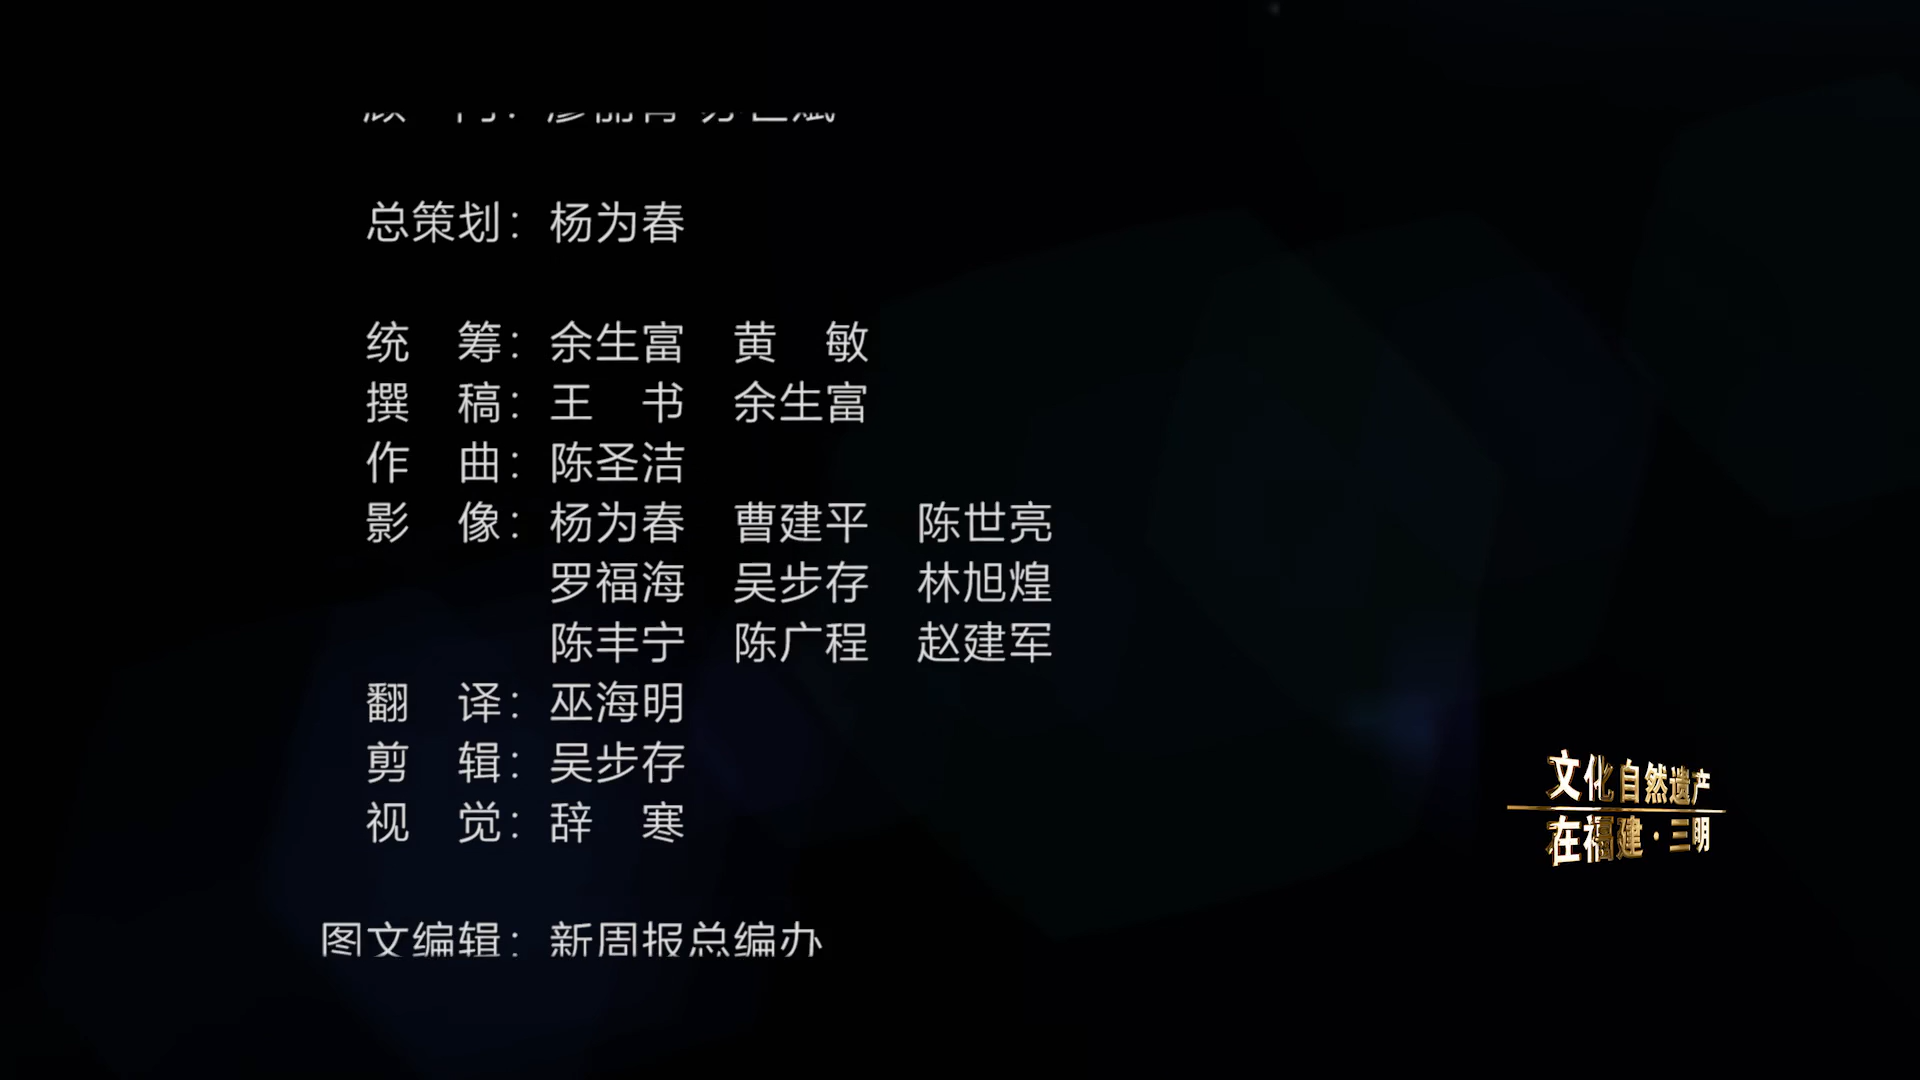 总策划：杨为春
统　筹：余生富　黄　敏
撰　稿：王　书　余生富
作　曲：陈圣洁
影　像：杨为春　曹建平　陈世亮
罗福海　吴步存　林旭煌
陈丰宁　陈广程　赵建军
翻　译：巫海明
剪　辑：吴步存
视　觉：辞　寒
图文编辑：新周报总编办
文化自然遗产
在福建·三明